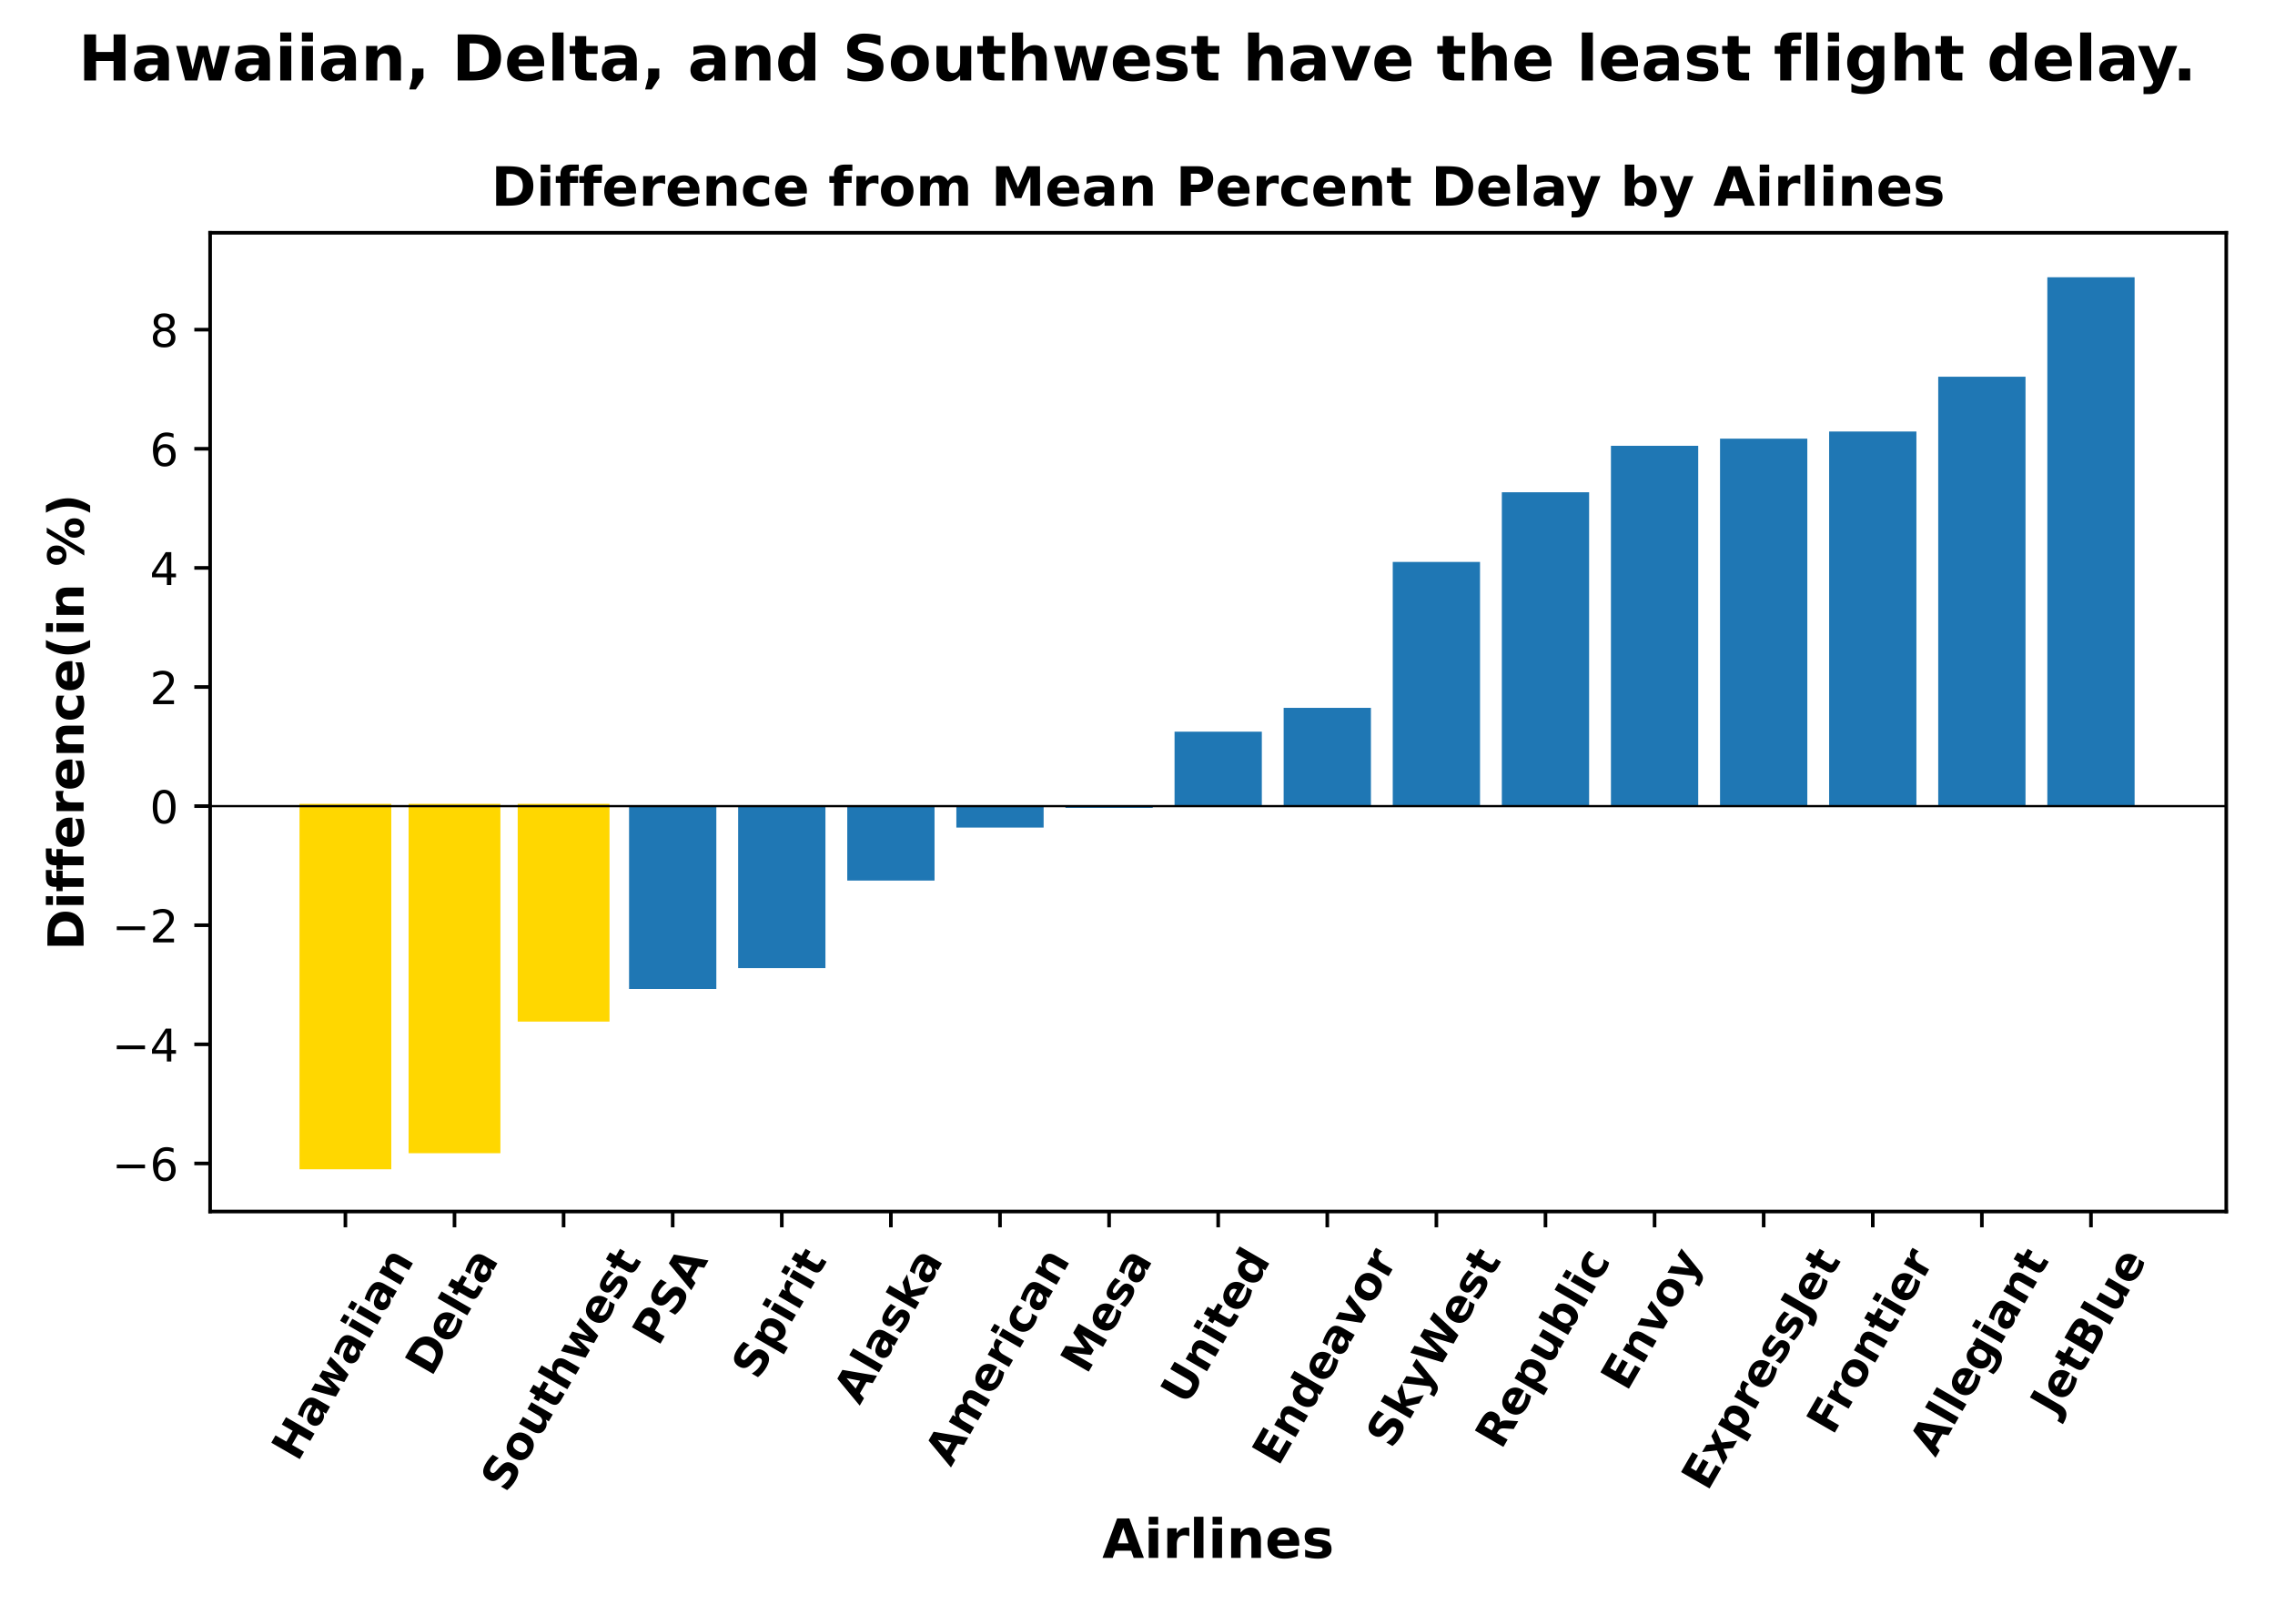 Hawaiian, Delta, and Southwest have the least flight delay.
Difference from Mean Percent Delay by Airlines
Difference(in %)
8
6
4
2
0
−2
−4
−6
Hawaiian
Delta
Southwest
PSA
Spirit
Alaska
American
Mesa
United
Endeavor
SkyWest
Republic
Envoy
ExpressJet
Frontier
Allegiant
JetBlue
Airlines